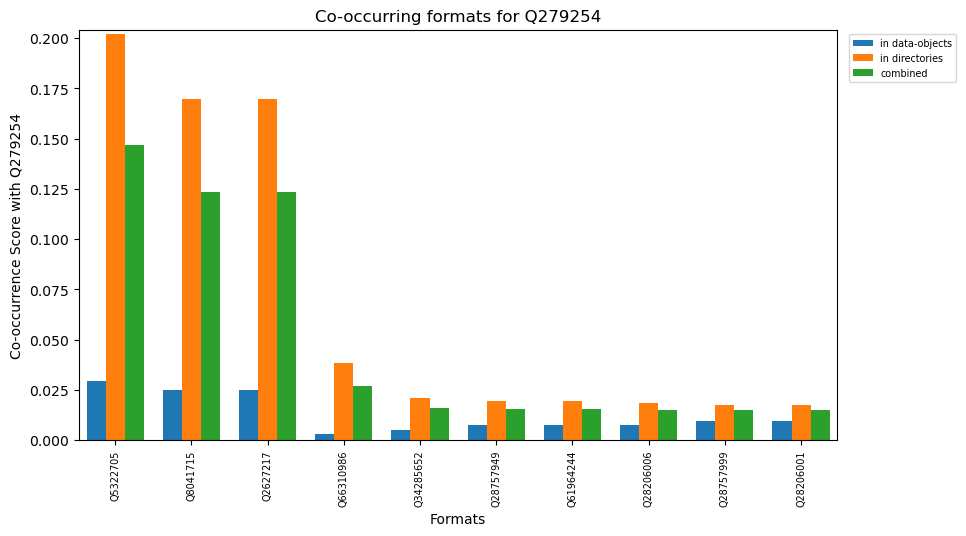 Co-occurring formats for Q279254
Co-occurrence Score with Q279254
0.200
0.175
0.150
0.125
0.100
0.075
0.050
0.025
0.000
in data-objects
in directories
combined
Q5322705
Q8041715
Q2627217
Q66310986
Q34285652
Q28757949
Q61964244
Q28206006
Q28757999
Q28206001
Formats